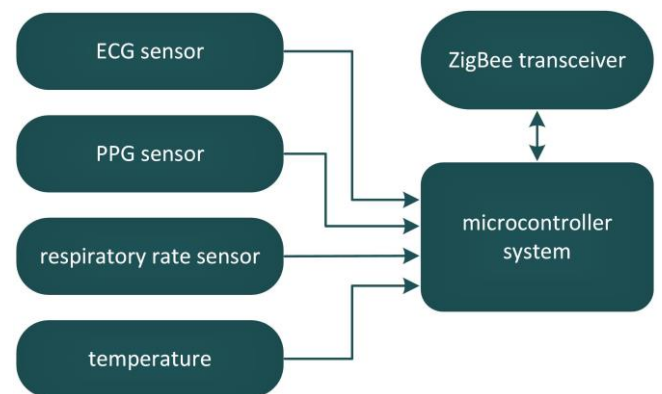 ECG sensor
ZigBee transceiver
PPG sensor
microcontroller
system
respiratory rate sensor
temperature